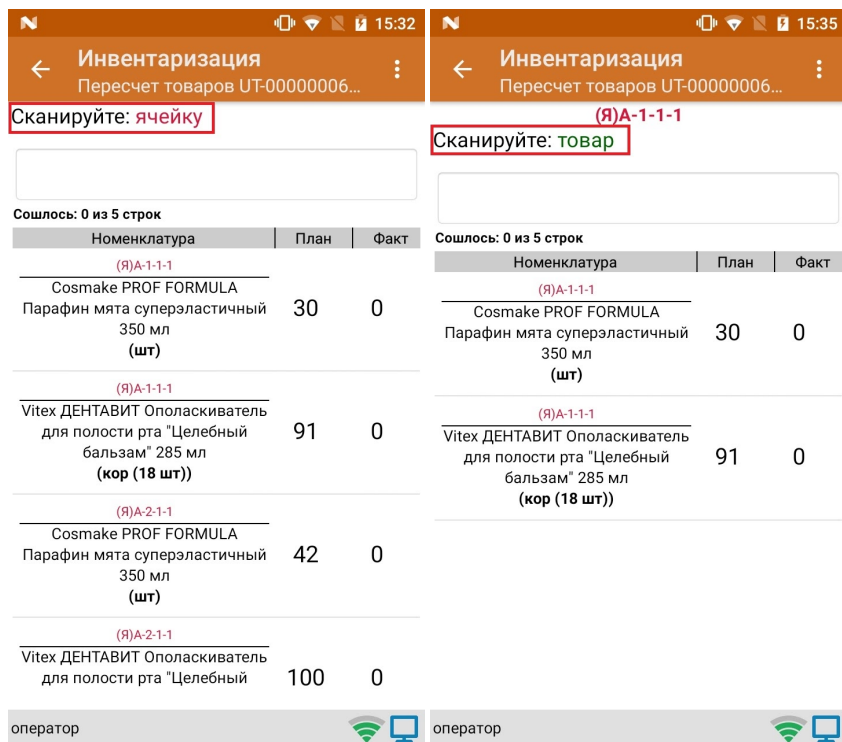 15:32
Инвентаризация
Пересчет товаров UT-00000006...
Сканируйте: ячейку
Сошлось: 0 из 5 строк
Номенклатура План Факт
(Я)А-1-1-1
Cosmake PROF FORMULA
Парафин мята суперэластичный
350 мл
(шт)
30 0
(Я)А-1-1-1
Vitex ДЕНТАВИТ Ополаскиватель
для полости рта "Целебный
бальзам" 285 мл
(кор (18 шт))
91 0
(Я)А-2-1-1
Cosmake PROF FORMULA
Парафин мята суперэластичный
350 мл
(шт)
42 0
(Я)А-2-1-1
Vitex ДЕНТАВИТ Ополаскиватель
для полости рта "Целебный
100 0
оператор
15:35
Инвентаризация
Пересчет товаров UT-00000006...
(Я)А-1-1-1
Сканируйте: товар
Сошлось: 0 из 5 строк
Номенклатура План Факт
(Я)А-1-1-1
Cosmake PROF FORMULA
Парафин мята суперэластичный
350 мл
(шт)
30 0
(Я)А-1-1-1
Vitex ДЕНТАВИТ Ополаскиватель
для полости рта "Целебный
бальзам" 285 мл
(кор (18 шт))
91 0
оператор